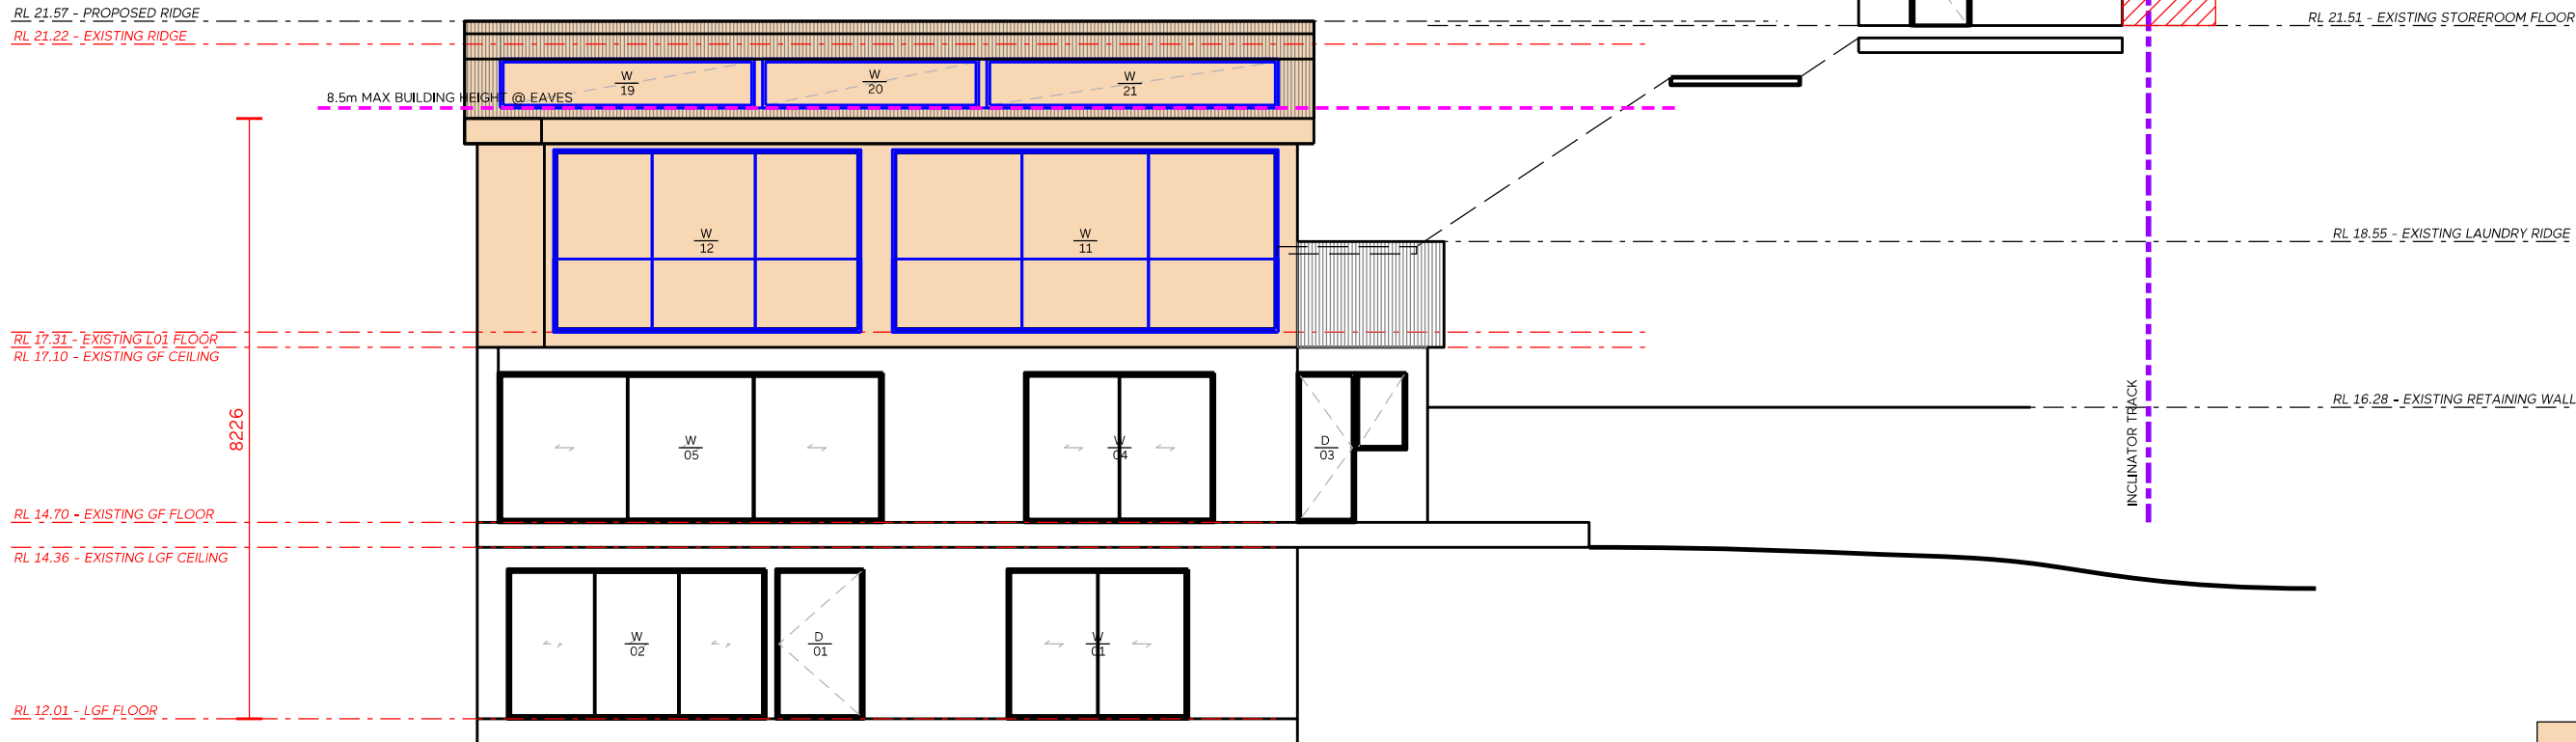 RL 21.57 - PROPOSED RIDGE
RL 21.51 - EXISTING STOREROOM FLOOR
RL 21.22 - EXISTING RIDGE
W
19
W
20
W
21
8.5m MAX BUILDING HEIGHT @ EAVES
W
12
W
11
RL 18.55 - EXISTING LAUNDRY RIDGE
RL 17.31 - EXISTING L01 FLOOR
RL 17.10 - EXISTING GF CEILING
RL 16.28 - EXISTING RETAINING WALL
INCLINATOR TRACK
8226
W
05
W
04
D
03
RL 14.70 - EXISTING GF FLOOR
RL 14.36 - EXISTING LGF CEILING
W
02
D
01
W
01
RL 12.01 - LGF FLOOR